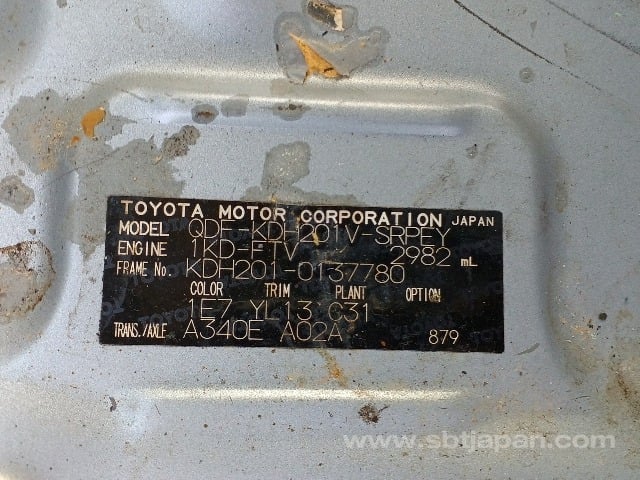 TOYOTA MOTOR CORPORATION JAPAN
MODEL QDF-KDH201V-SRPEY
ENGINE 1KD-FTV 2982 mL
FRAME No. KDH201-0137780
COLOR TRIM PLANT OPTION
1E7 YL13 C31
TRANS./AXLE A340E A02A 879
www.sbtjapan.com